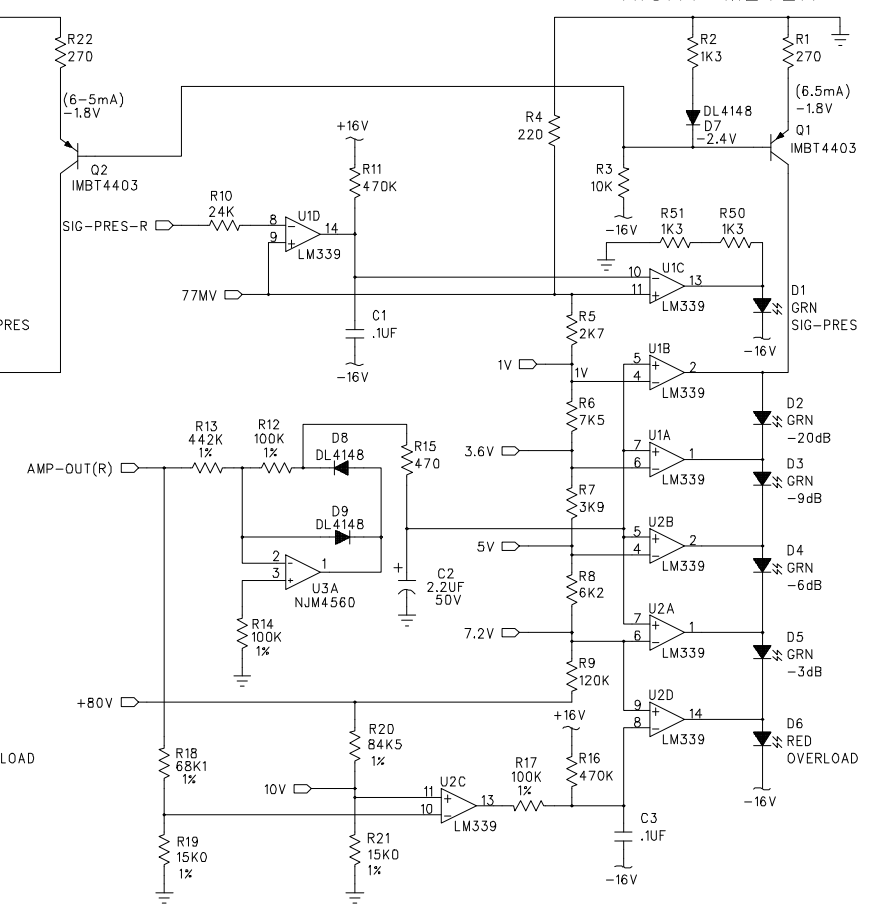 R22
270
(6-5mA)
-1.8V
Q2
IMBT4403
R2
1K3
R1
270
(6.5mA)
-1.8V
DL4148
D7
-2.4V
Q1
IMBT4403
R4
220
+16V
R11
470K
R3
10K
-16V
R10
24K
SIG-PRES-R
8
-
9
+
U1D
14
LM339
R51
1K3
R50
1K3
77MV
10
-
11
+
U1C
13
LM339
D1
GRN
SIG-PRES
-16V
PRES
C1
.1UF
-16V
R5
2K7
1V
1V
5
+
4
-
U1B
2
LM339
D2
GRN
-20dB
R6
7K5
3.6V
7
+
6
-
U1A
1
LM339
D3
GRN
-9dB
R13
442K
1%
R12
100K
1%
D8
DL4148
R15
470
AMP-OUT(R)
D9
DL4148
R7
3K9
5V
5
+
4
-
U2B
2
LM339
D4
GRN
-6dB
2
-
3
+
1
U3A
NJM4560
+
C2
2.2UF
50V
R8
6K2
7.2V
7
+
6
-
U2A
1
LM339
D5
GRN
-3dB
R14
100K
1%
R9
120K
+80V
+16V
9
+
8
-
U2D
14
LM339
D6
RED
OVERLOAD
-16V
LOAD
R18
68K1
1%
R20
84K5
1%
10V
11
+
10
-
U2C
13
LM339
R17
100K
1%
R16
470K
R19
15K0
1%
R21
15K0
1%
C3
.1UF
-16V